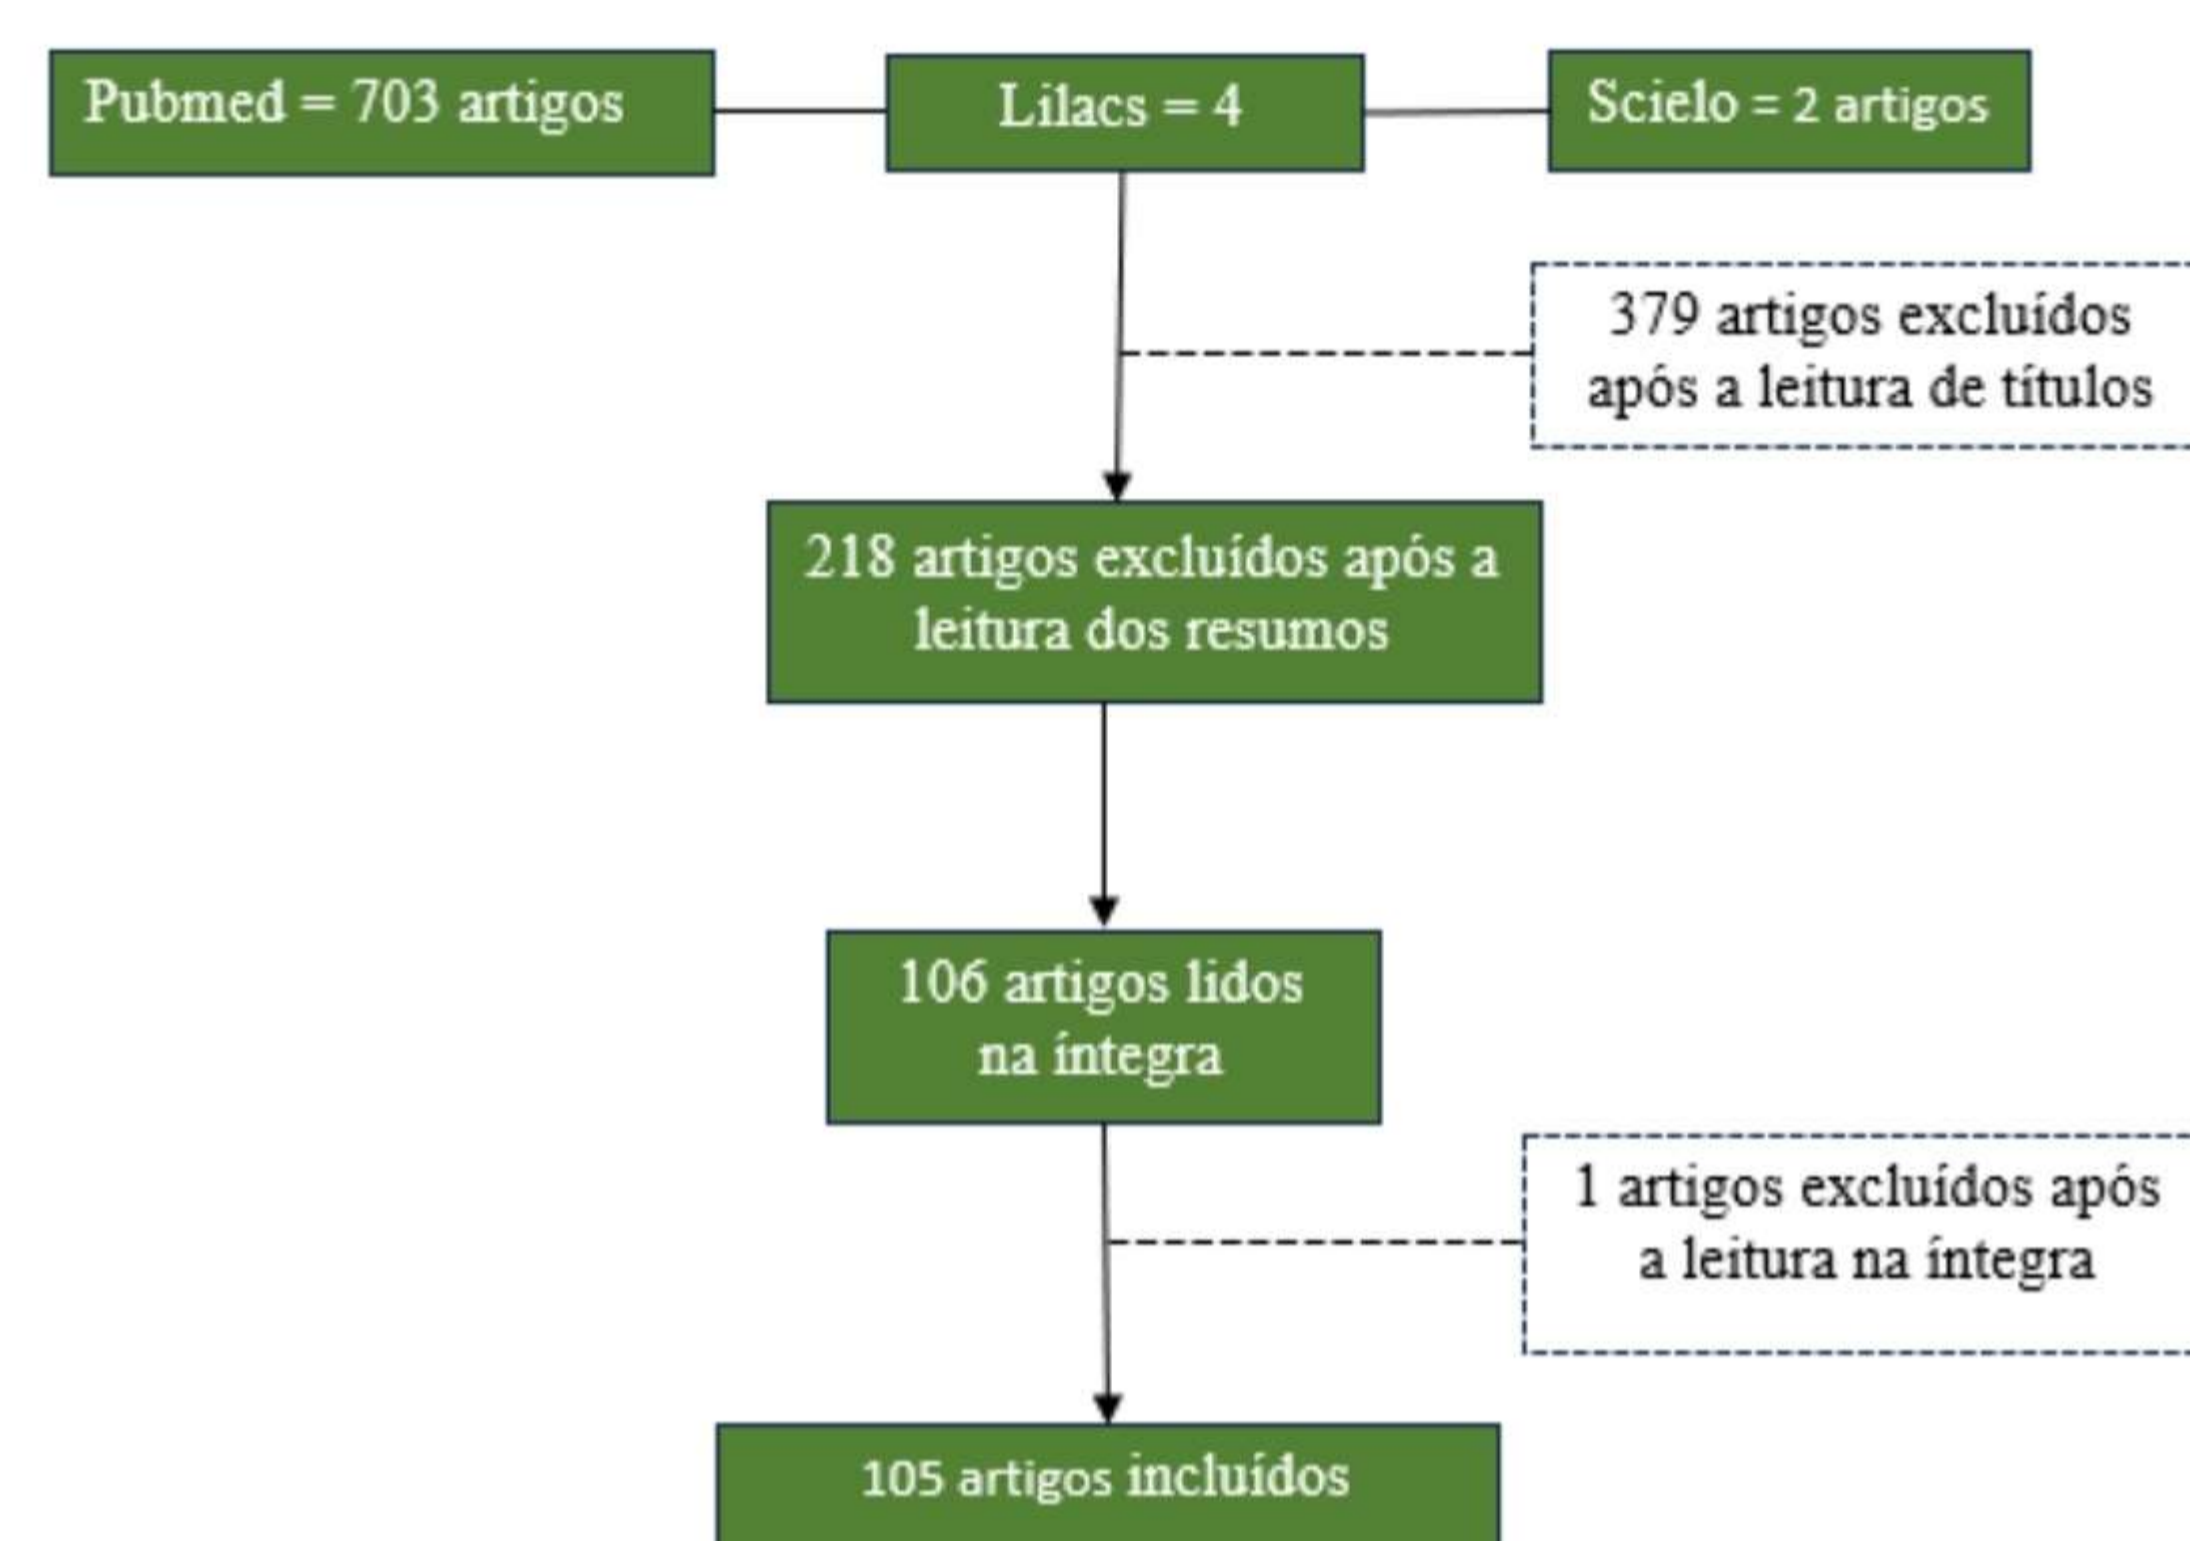 Pubmed = 703 artigos
Lilacs = 4
Scielo = 2 artigos
379 artigos excluídos
após a leitura de títulos
218 artigos excluídos após a
leitura dos resumos
106 artigos lidos
na íntegra
1 artigos excluídos após
a leitura na íntegra
105 artigos incluídos